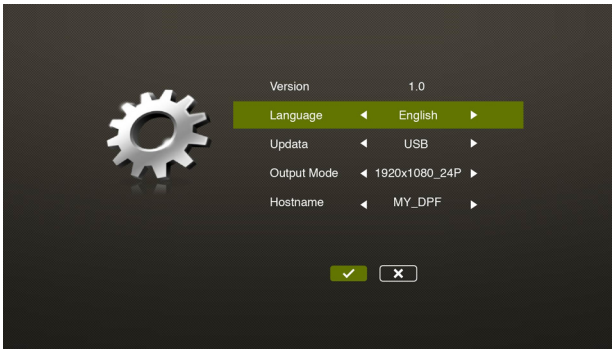 Version 1.0
Language English
Updata USB
Output Mode 1920x1080_24P
Hostname MY_DPF